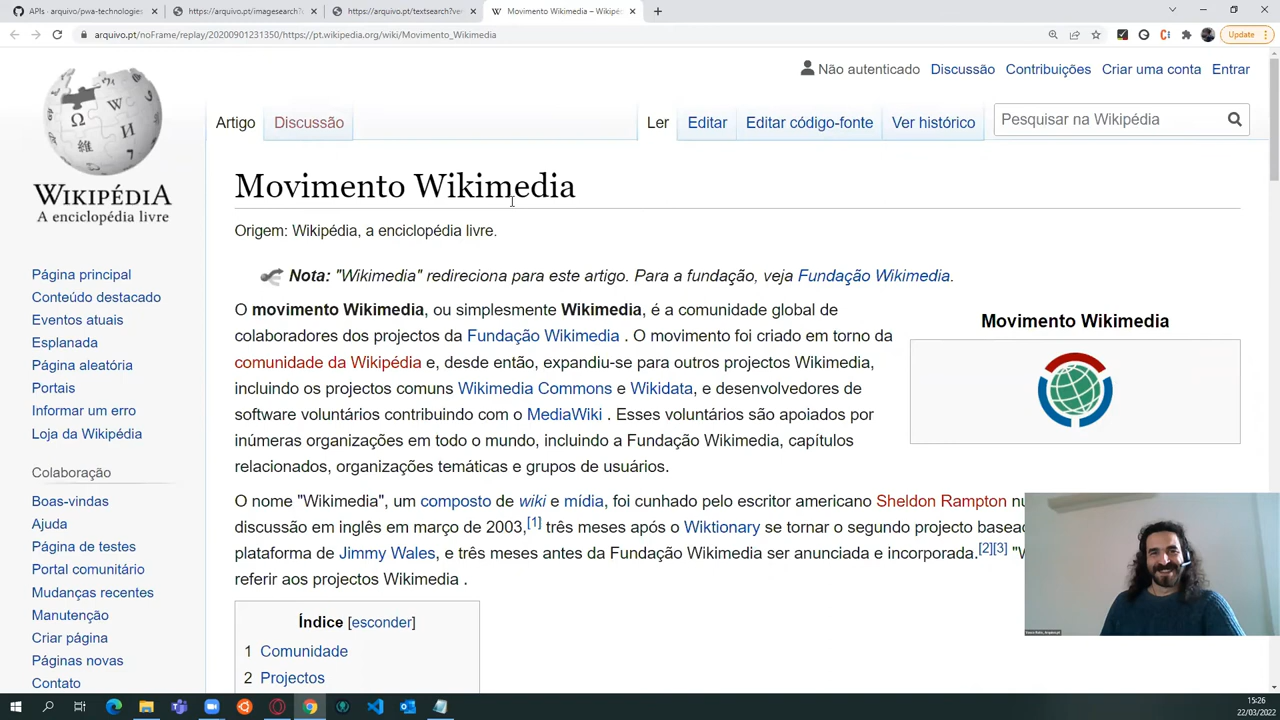 APIs · arquivo/pwa-technologies
https://arquivo.pt/imagesearch?
https://arquivo.pt/textsearch?ve
Movimento Wikimedia – Wikipé
arquivo.pt/noFrame/replay/20200901231350/https://pt.wikipedia.org/wiki/Movimento_Wikimedia
Update
Não autenticado Discussão Contribuições Criar uma conta Entrar
Artigo Discussão Ler Editar Editar código-fonte Ver histórico Pesquisar na Wikipédia
WIKIPÉDIA
A enciclopédia livre
Página principal
Conteúdo destacado
Eventos atuais
Esplanada
Página aleatória
Portais
Informar um erro
Loja da Wikipédia
Colaboração
Boas-vindas
Ajuda
Página de testes
Portal comunitário
Mudanças recentes
Manutenção
Criar página
Páginas novas
Contato
Movimento Wikimedia
Origem: Wikipédia, a enciclopédia livre.
Nota: "Wikimedia" redireciona para este artigo. Para a fundação, veja Fundação Wikimedia.
O movimento Wikimedia, ou simplesmente Wikimedia, é a comunidade global de
colaboradores dos projectos da Fundação Wikimedia . O movimento foi criado em torno da
comunidade da Wikipédia e, desde então, expandiu-se para outros projetos Wikimedia,
incluindo os projectos comuns Wikimedia Commons e Wikidata, e desenvolvedores de
software voluntários contribuindo com o MediaWiki . Esses voluntários são apoiados por
inúmeras organizações em todo o mundo, incluindo a Fundação Wikimedia, capítulos
relacionados, organizações temáticas e grupos de usuários.
Movimento Wikimedia
O nome "Wikimedia", um composto de wiki e mídia, foi cunhado pelo escritor americano Sheldon Rampton
discussão em inglês em março de 2003,[1] três meses após o Wiktionary se tornar o segundo projeto
plataforma de Jimmy Wales, e três meses antes da Fundação Wikimedia ser anunciada e incorporada.[2][3]
referir aos projectos Wikimedia .
Índice [esconder]
1 Comunidade
2 Projectos
15:26
22/03/2022